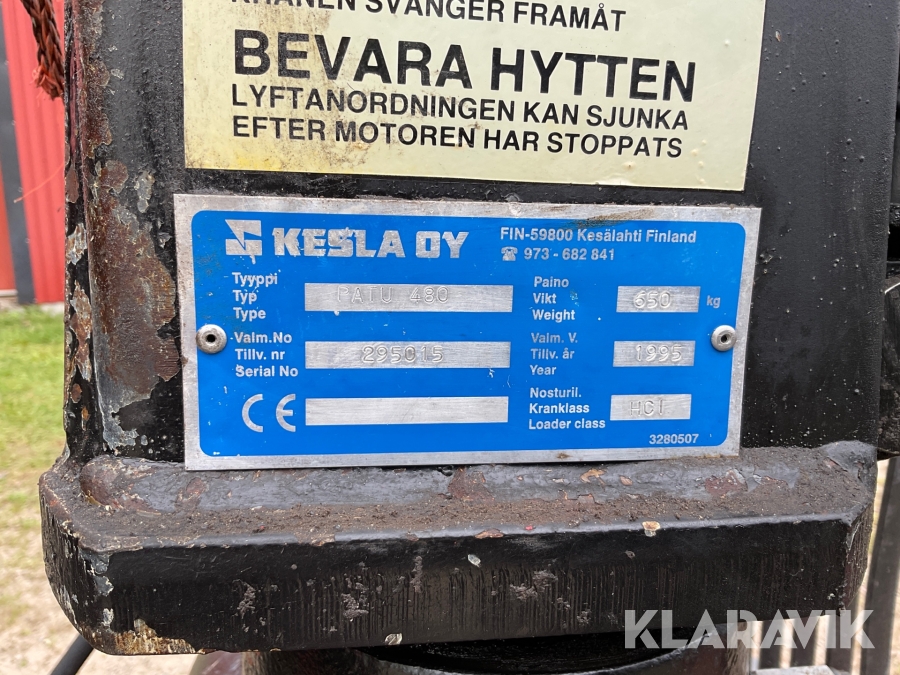 KRANEN SVÄNGER FRAMÅT
BEVARA HYTTEN
LYFTANORDNINGEN KAN SJUNKA
EFTER MOTOREN HAR STOPPATS
KESLA OY
FIN-59800 Kesälahti Finland
☎ 973 - 682 841
Tyyppi
Typ
Type
PATU 480
Paino
Vikt
Weight
650 kg
Valm.No
Tillv. nr
Serial No
295015
Valm. V.
Tillv. år
Year
1995
CE
Nosturil.
Kranklass
Loader class
HC1
3280507
KLARAVIK